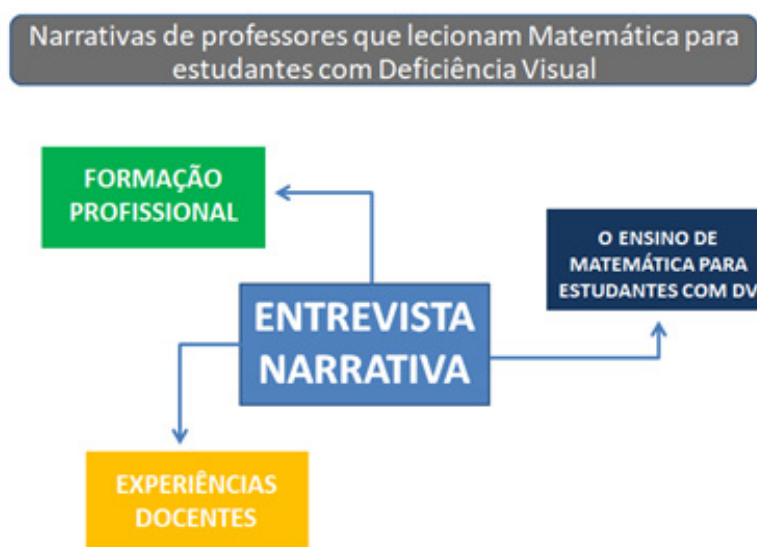 Narrativas de professores que lecionam Matemática para
estudantes com Deficiência Visual
FORMAÇÃO
PROFISSIONAL
O ENSINO DE
MATEMÁTICA PARA
ESTUDANTES COM DV
ENTREVISTA
NARRATIVA
EXPERIÊNCIAS
DOCENTES